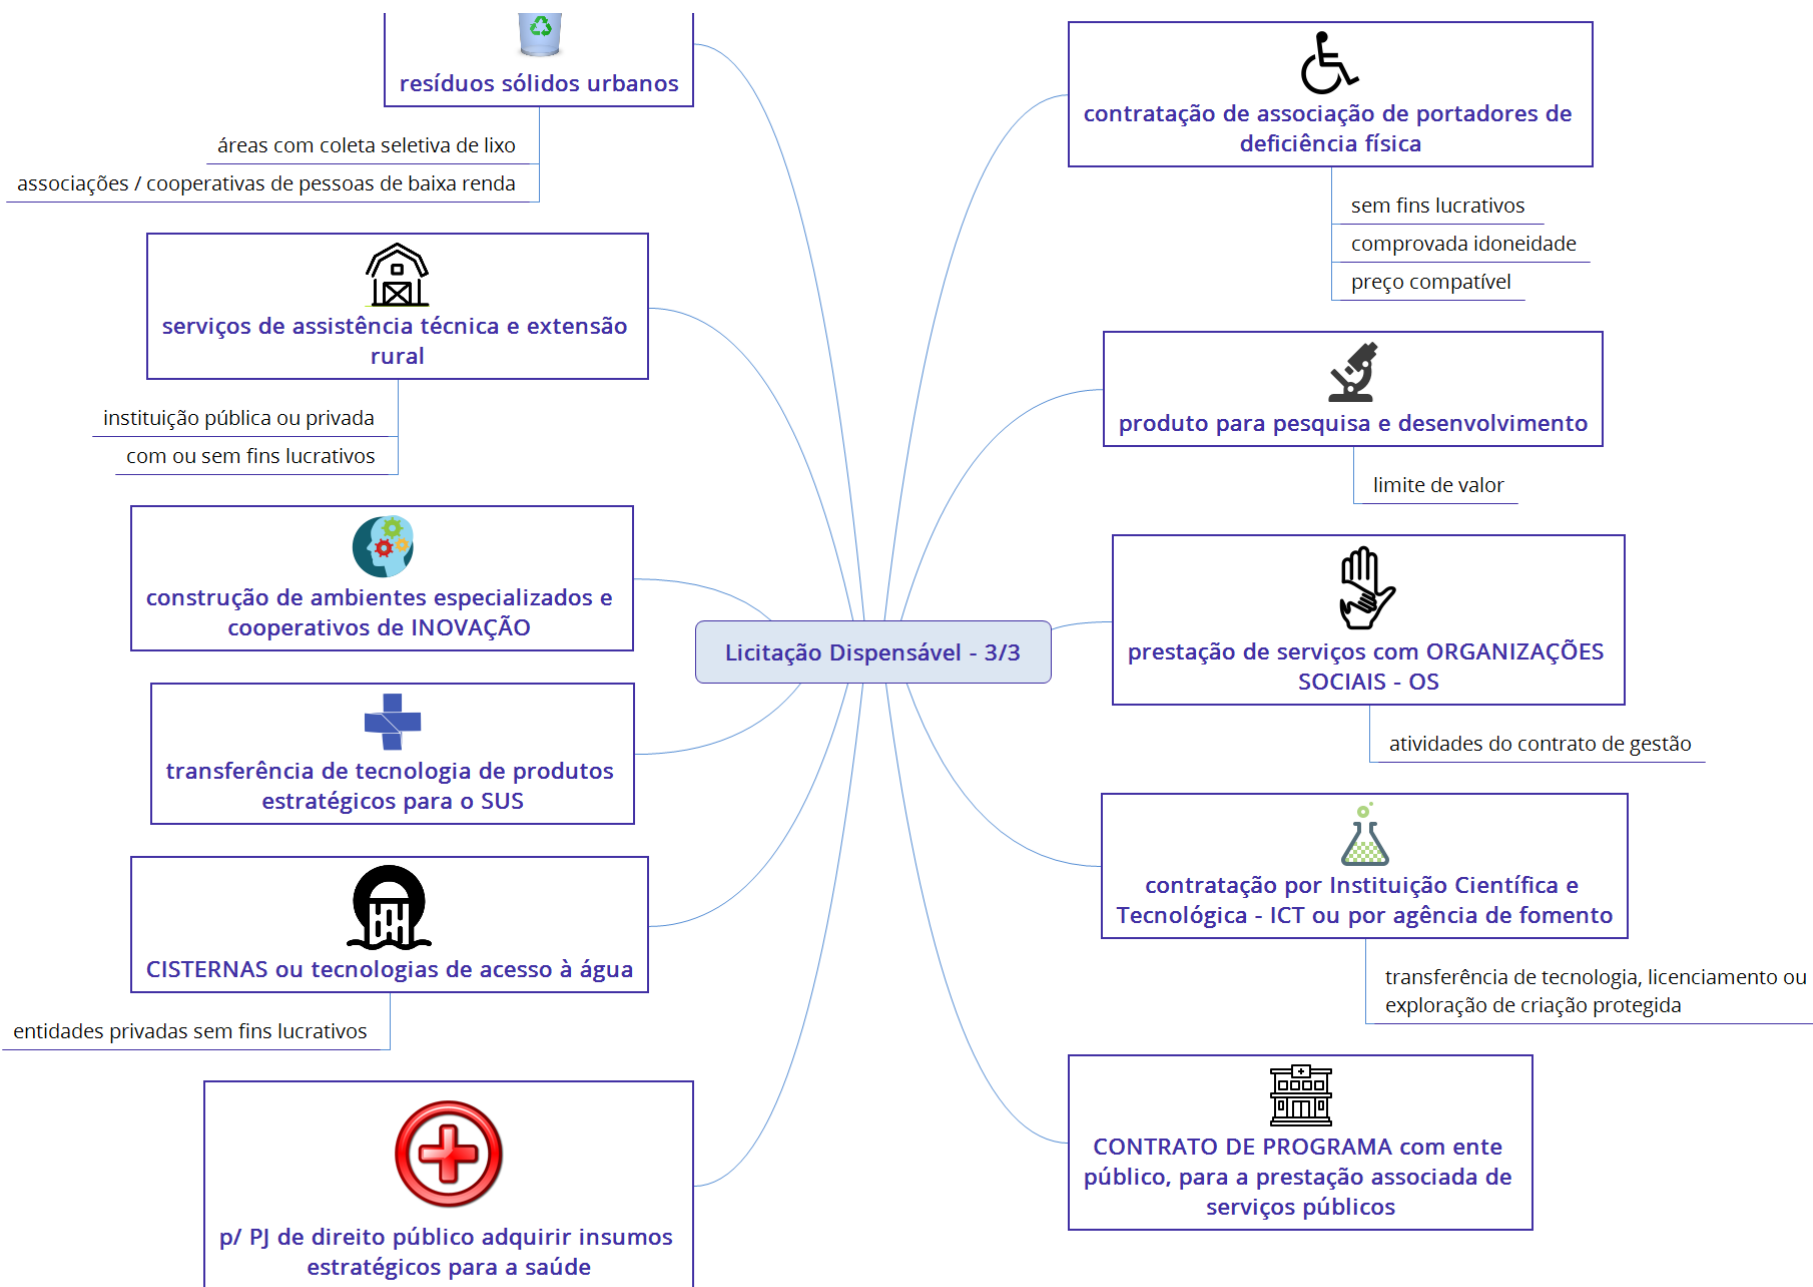 resíduos sólidos urbanos
áreas com coleta seletiva de lixo
associações / cooperativas de pessoas de baixa renda
serviços de assistência técnica e extensão
rural
instituição pública ou privada
com ou sem fins lucrativos
construção de ambientes especializados e
cooperativos de INOVAÇÃO
transferência de tecnologia de produtos
estratégicos para o SUS
CISTERNAS ou tecnologias de acesso à água
entidades privadas sem fins lucrativos
p/ PJ de direito público adquirir insumos
estratégicos para a saúde
Licitação Dispensável - 3/3
contratação de associação de portadores de
deficiência física
sem fins lucrativos
comprovada idoneidade
preço compatível
produto para pesquisa e desenvolvimento
limite de valor
prestação de serviços com ORGANIZAÇÕES
SOCIAIS - OS
atividades do contrato de gestão
contratação por Instituição Científica e
Tecnológica - ICT ou por agência de fomento
transferência de tecnologia, licenciamento ou
exploração de criação protegida
CONTRATO DE PROGRAMA com ente
público, para a prestação associada de
serviços públicos